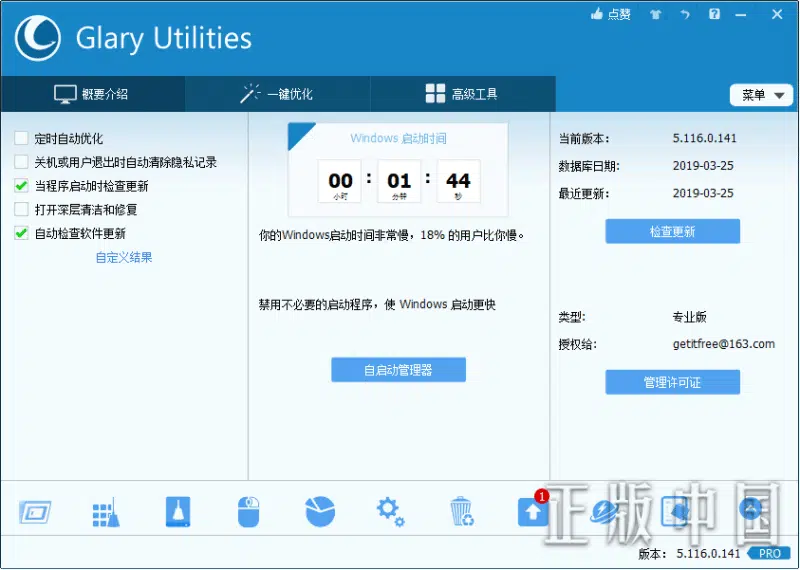 点赞
Glary Utilities
概要介绍
一键优化
高级工具
菜单
定时自动优化
关机或用户退出时自动清除隐私记录
当程序启动时检查更新
打开深层清洁和修复
自动检查软件更新
自定义结果
Windows 启动时间
00 : 01 : 44
小时 分钟 秒
你的Windows启动时间非常慢，18% 的用户比你慢。
禁用不必要的启动程序，使 Windows 启动更快
自启动管理器
当前版本: 5.116.0.141
数据库日期: 2019-03-25
最近更新: 2019-03-25
检查更新
类型: 专业版
授权给: getitfree@163.com
管理许可证
1
正版中国
版本: 5.116.0.141 PRO